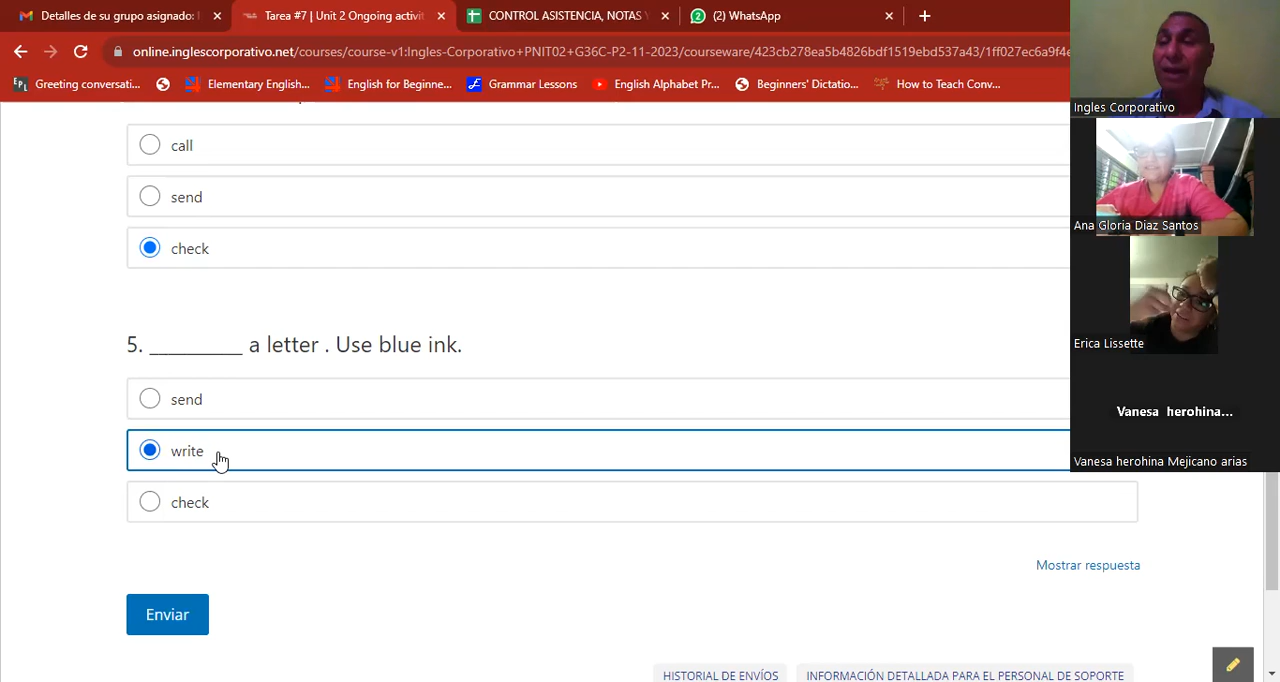 Detalles de su grupo asignado:
Tarea #7 | Unit 2 Ongoing activit
CONTROL ASISTENCIA, NOTAS Y
(2) WhatsApp
online.inglescorporativo.net/courses/course-v1:Ingles-Corporativo+PNIT02+G36C-P2-11-2023/courseware/423cb278ea5b4826bdf1519ebd537a43/1ff027ec6a9f4e
Greeting conversati...
Elementary English...
English for Beginne...
Grammar Lessons
English Alphabet Pr...
Beginners' Dictatio...
How to Teach Conv...
call
send
check
5. _________ a letter . Use blue ink.
send
write
check
Mostrar respuesta
Enviar
HISTORIAL DE ENVÍOS
INFORMACIÓN DETALLADA PARA EL PERSONAL DE SOPORTE
Ingles Corporativo
Ana Gloria Diaz Santos
Erica Lissette
Vanesa herohina...
Vanesa herohina Mejicano arias